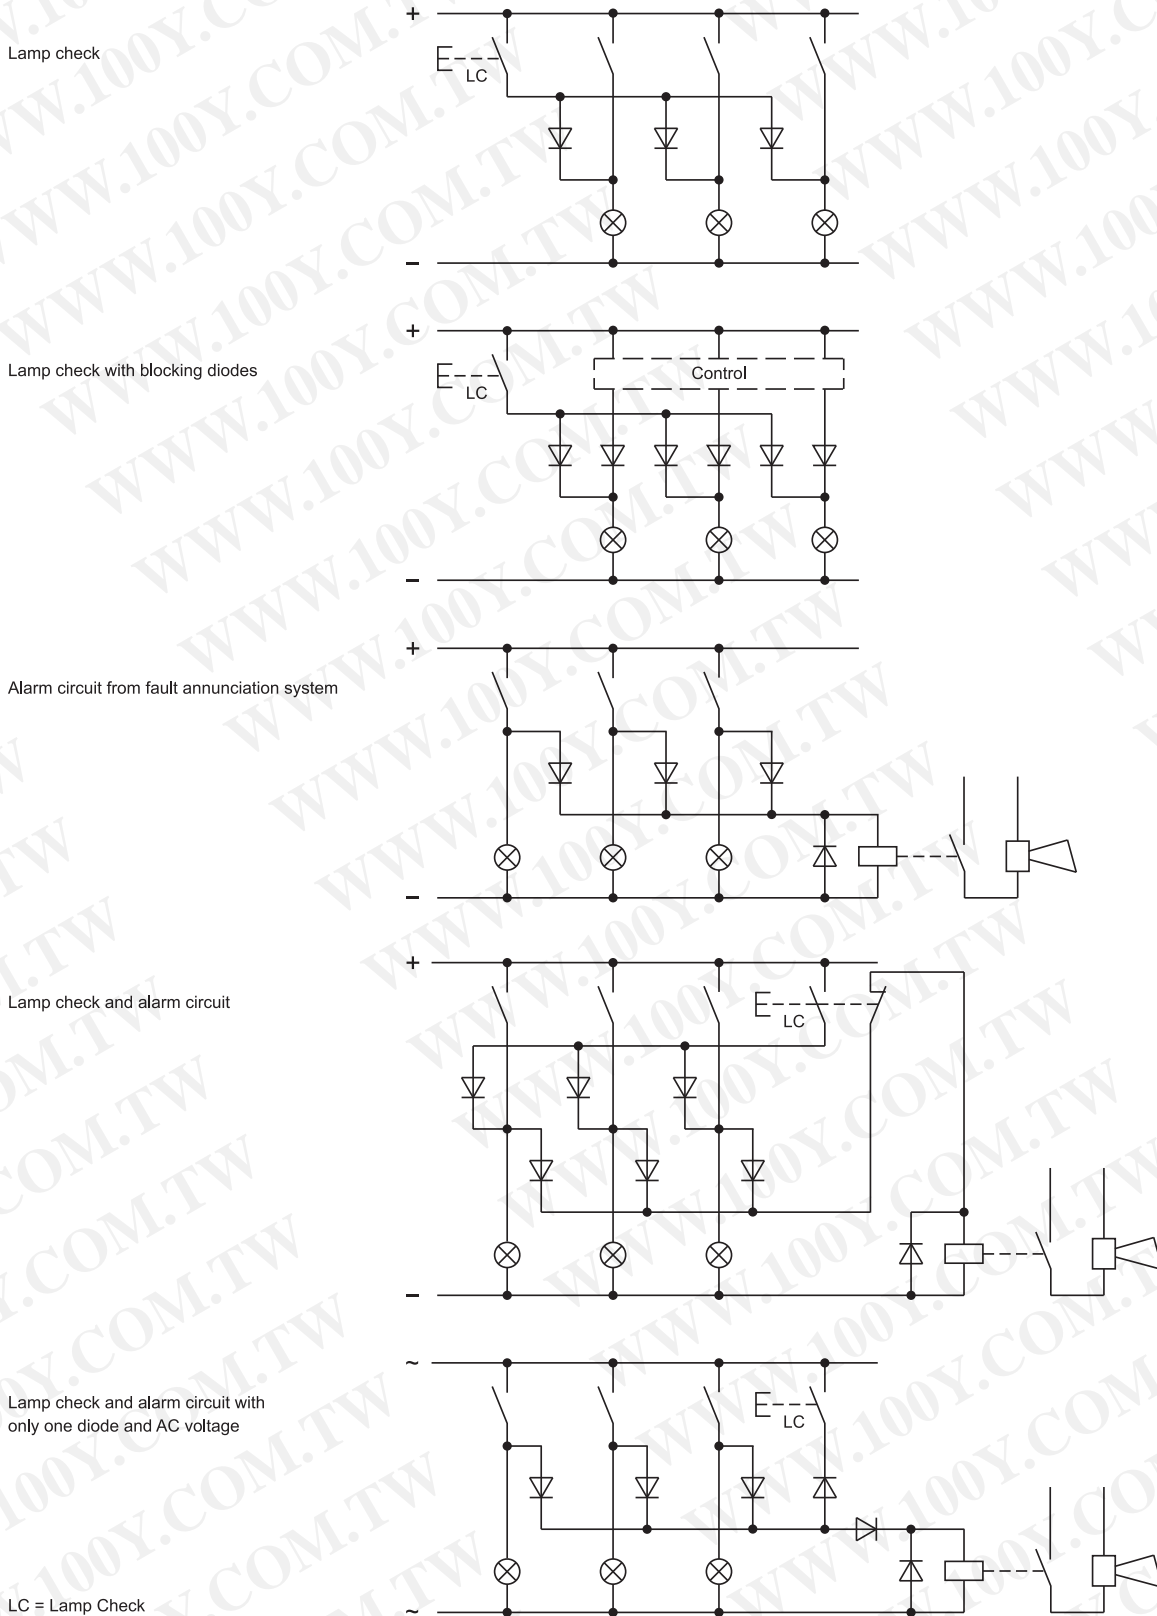 +
Lamp check
LC
−
+
Lamp check with blocking diodes
Control
LC
−
+
Alarm circuit from fault annunciation system
−
+
Lamp check and alarm circuit
LC
−
~
Lamp check and alarm circuit with
only one diode and AC voltage
LC
LC = Lamp Check
~
WWW.100Y.COM.TW